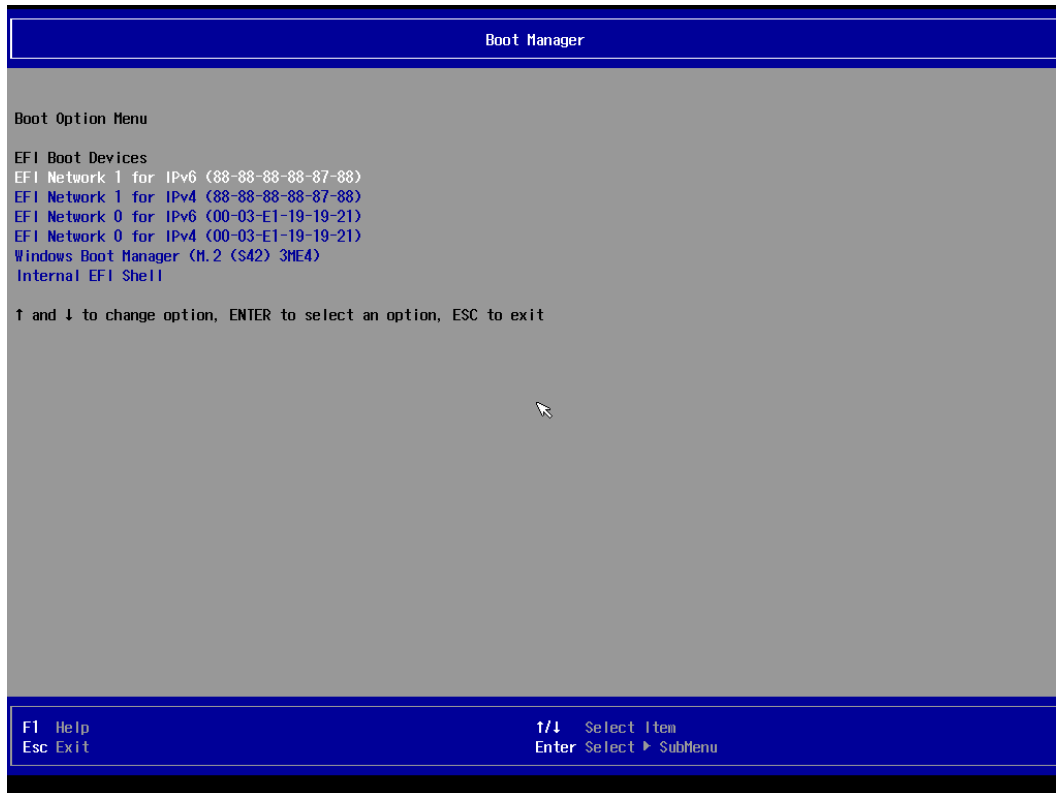 Boot Manager
Boot Option Menu
EFI Boot Devices
EFI Network 1 for IPv6 (88-88-88-88-87-88)
EFI Network 1 for IPv4 (88-88-88-88-87-88)
EFI Network 0 for IPv6 (00-03-E1-19-19-21)
EFI Network 0 for IPv4 (00-03-E1-19-19-21)
Windows Boot Manager (M.2 (S42) 3ME4)
Internal EFI Shell
↑ and ↓ to change option, ENTER to select an option, ESC to exit
F1 Help
↑/↓ Select Item
Esc Exit
Enter Select ▶ SubMenu